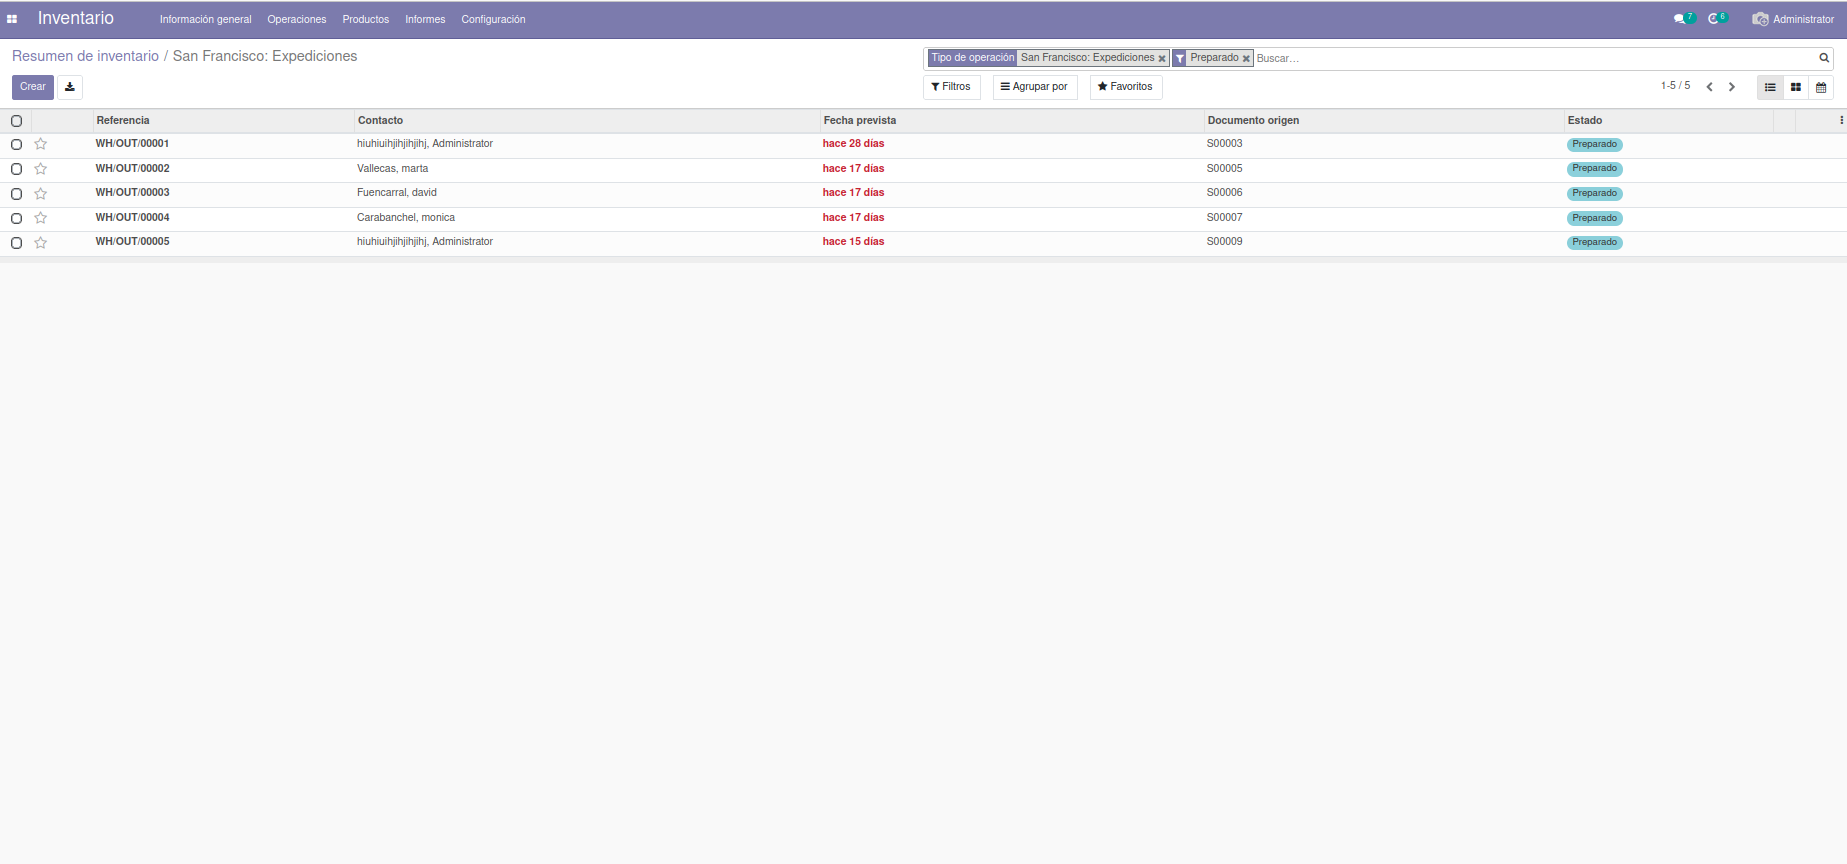 Inventario Información general Operaciones Productos Informes Configuración 7 6 Administrator
Resumen de inventario / San Francisco: Expediciones
Tipo de operación San Francisco: Expediciones Preparado Buscar...
Crear
Filtros Agrupar por Favoritos 1-5 / 5
Referencia Contacto Fecha prevista Documento origen Estado
WH/OUT/00001 hiuhiuihjihjihjihj, Administrator hace 28 días S00003 Preparado
WH/OUT/00002 Vallecas, marta hace 17 días S00005 Preparado
WH/OUT/00003 Fuencarral, david hace 17 días S00006 Preparado
WH/OUT/00004 Carabanchel, monica hace 17 días S00007 Preparado
WH/OUT/00005 hiuhiuihjihjihjihj, Administrator hace 15 días S00009 Preparado